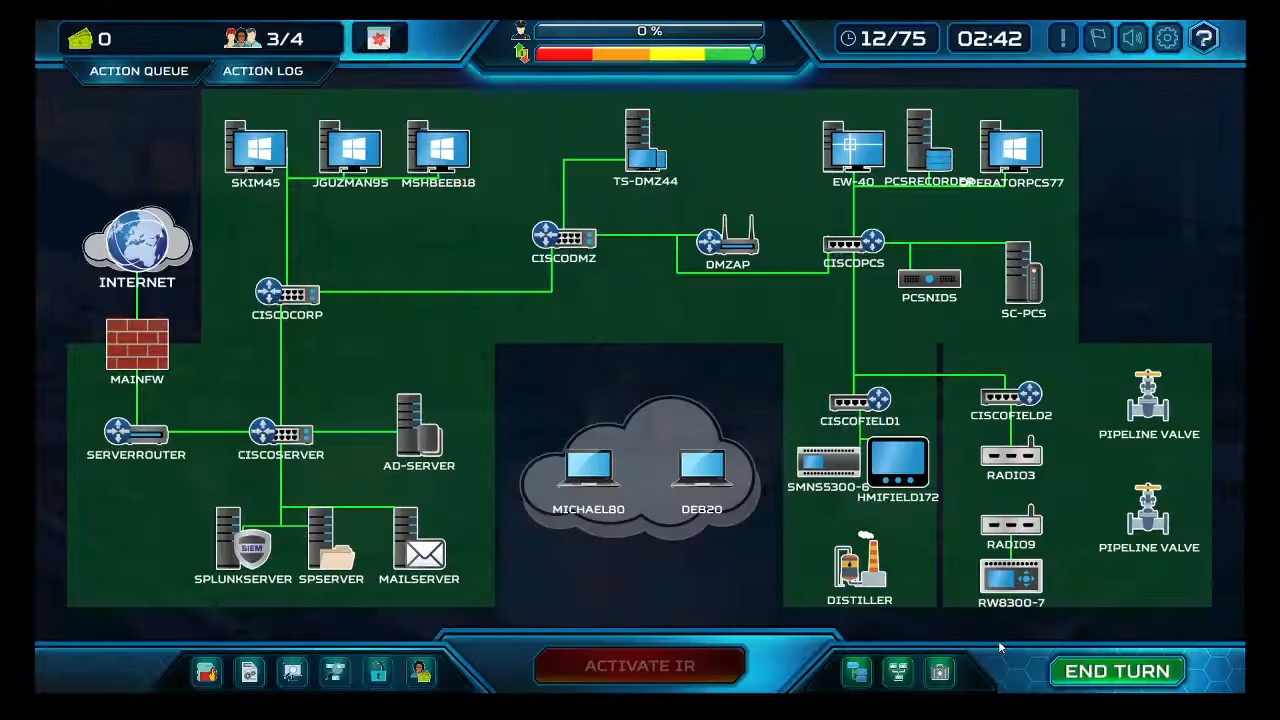 0
3/4
0 %
12/75
02:42
!
?
ACTION QUEUE
ACTION LOG
SKIM45
JGUZMAN95
MSHBEEB18
TS-DMZ44
EW-40
PCSRECORDER
OPERATORPCS77
INTERNET
CISCODMZ
DMZAP
CISCOPCS
PCSNIDS
SC-PCS
CISCOCORP
MAINFW
SERVERROUTER
CISCOSERVER
AD-SERVER
CISCOFIELD1
CISCOFIELD2
PIPELINE VALVE
RADIO3
SMNS5300-6
HMIFIELD172
MICHAEL80
DEB20
RADIO9
PIPELINE VALVE
SIEM
SPLUNKSERVER
SPSERVER
MAILSERVER
DISTILLER
RW8300-7
ACTIVATE IR
END TURN